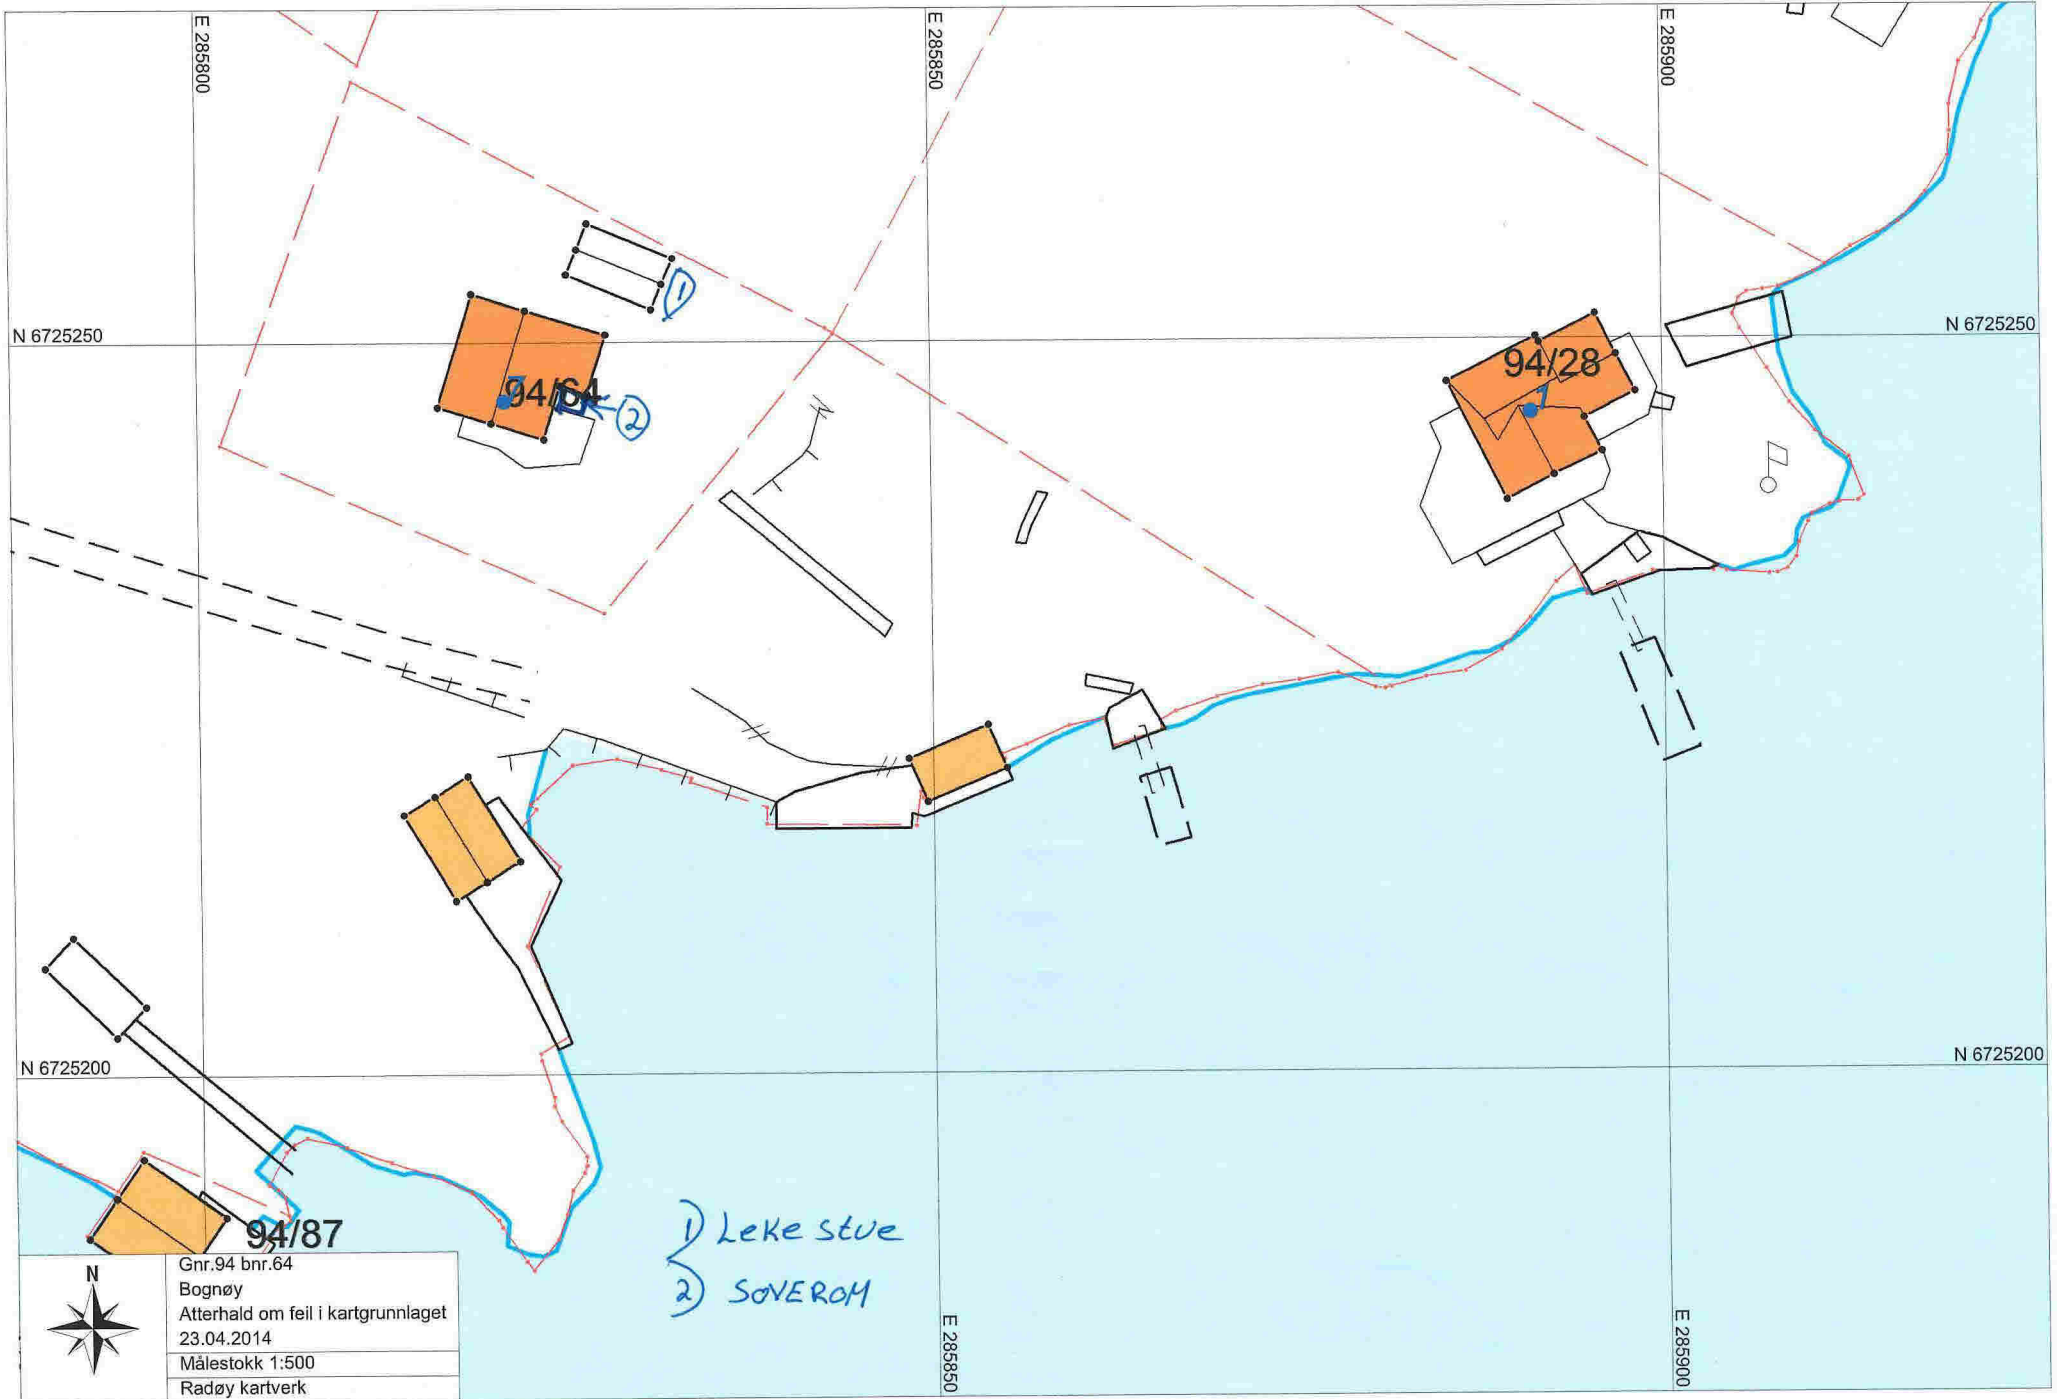 E 285800
E 285850
E 285900
N 6725250
N 6725250
1
94/64
7
2
94/28
1
N 6725200
N 6725200
94/87
1) Leke stue
2) SOVEROM
N
Gnr.94 bnr.64
Bognøy
Atterhald om feil i kartgrunnlaget
23.04.2014
Målestokk 1:500
Radøy kartverk
E 285850
E 285900